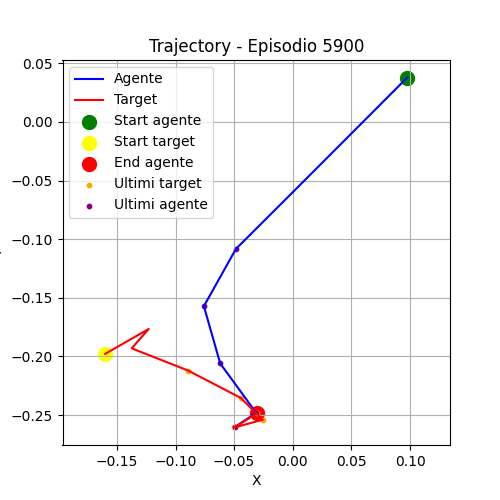 Trajectory - Episodio 5900
Agente
Target
Start agente
Start target
End agente
Ultimi target
Ultimi agente
0.05
0.00
−0.05
−0.10
−0.15
−0.20
−0.25
−0.15
−0.10
−0.05
0.00
0.05
0.10
X